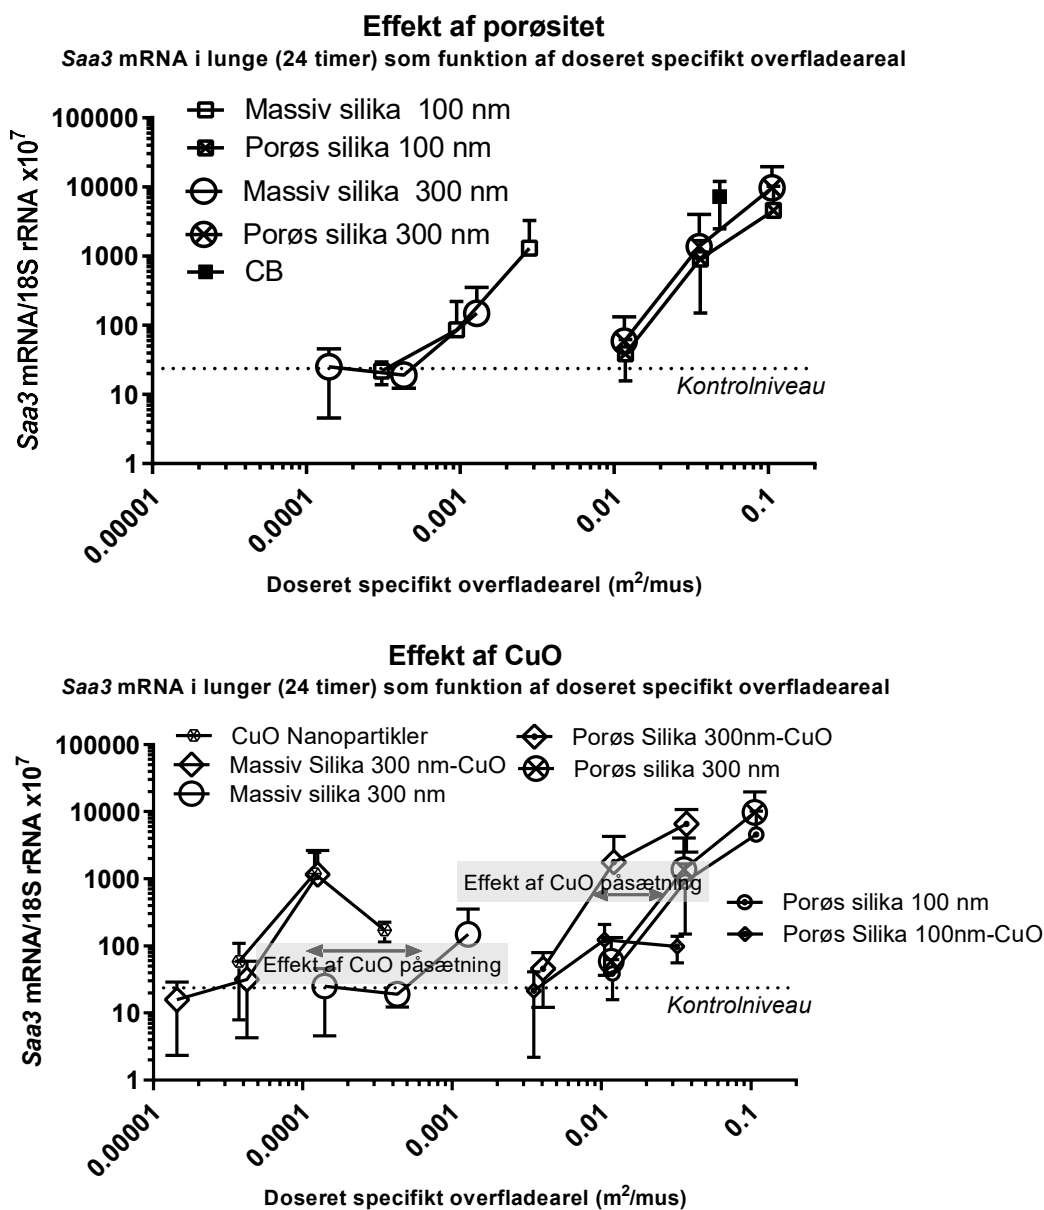 Effekt af porøsitet
Saa3 mRNA i lunge (24 timer) som funktion af doseret specifikt overfladeareal
Massiv silika 100 nm
Porøs silika 100 nm
Massiv silika 300 nm
Porøs silika 300 nm
CB
Saa3 mRNA/18S rRNA x10⁷
100000
10000
1000
100
10
1
Kontrolniveau
0.00001
0.0001
0.001
0.01
0.1
Doseret specifikt overfladearel (m²/mus)
Effekt af CuO
Saa3 mRNA i lunger (24 timer) som funktion af doseret specifikt overfladeareal
CuO Nanopartikler
Massiv Silika 300 nm-CuO
Massiv silika 300 nm
Porøs Silika 300nm-CuO
Porøs silika 300 nm
Saa3 mRNA/18S rRNA x10⁷
100000
10000
1000
100
10
1
Effekt af CuO påsætning
Effekt af CuO påsætning
Porøs silika 100 nm
Porøs Silika 100nm-CuO
Kontrolniveau
0.00001
0.0001
0.001
0.01
0.1
Doseret specifikt overfladearel (m²/mus)